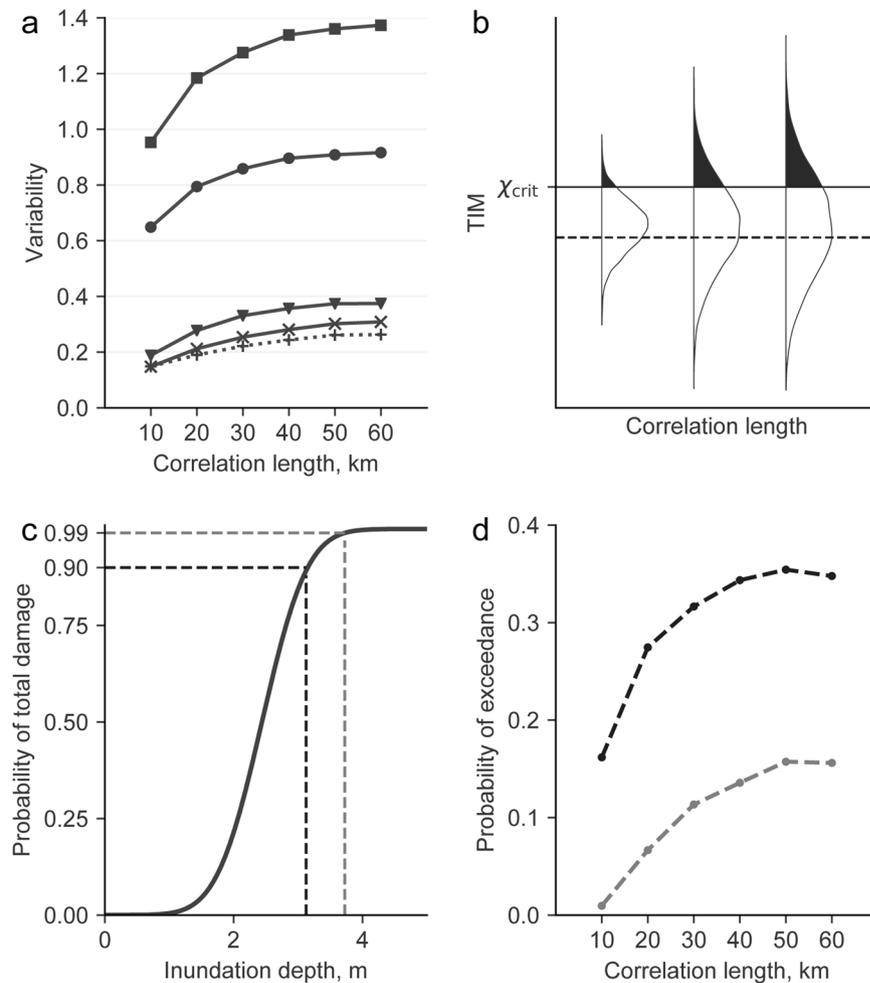 a
1.4
1.2
1.0
0.8
0.6
0.4
0.2
0.0
Variability
10 20 30 40 50 60
Correlation length, km
b
TIM
χcrit
Correlation length
c
0.99
0.90
0.75
0.50
0.25
0.00
Probability of total damage
0 2 4
Inundation depth, m
d
0.4
0.3
0.2
0.1
0.0
Probability of exceedance
10 20 30 40 50 60
Correlation length, km